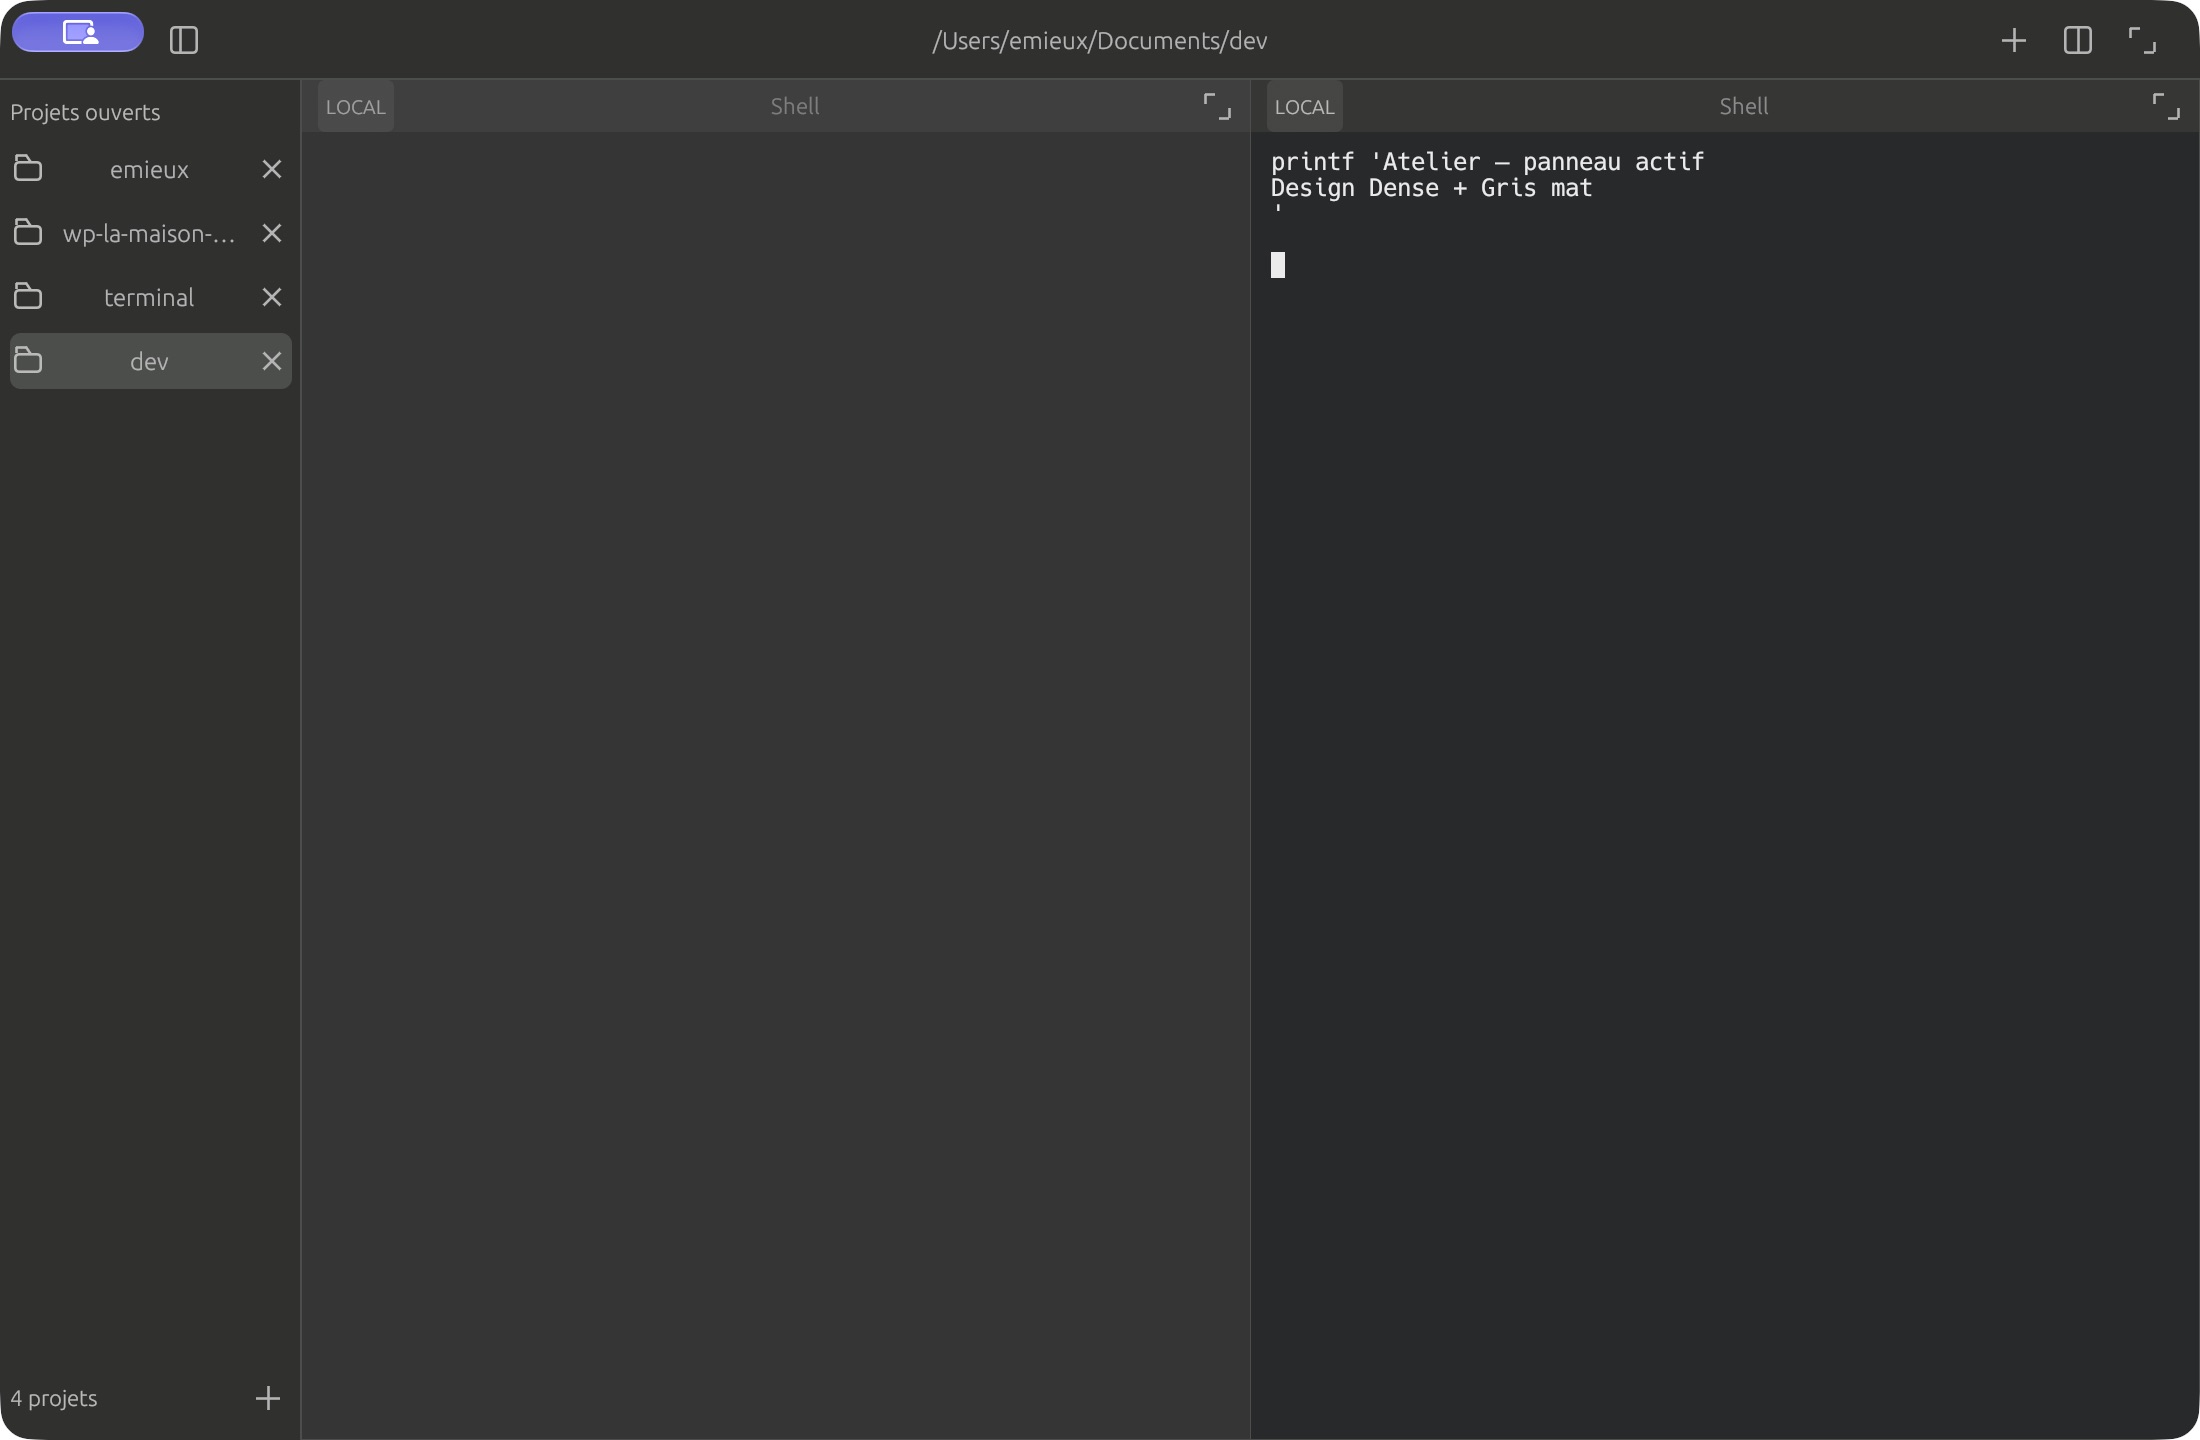 /Users/emieux/Documents/dev
Projets ouverts
emieux
wp-la-maison-...
terminal
dev
4 projets
LOCAL
Shell
LOCAL
Shell
printf 'Atelier — panneau actif
Design Dense + Gris mat
'